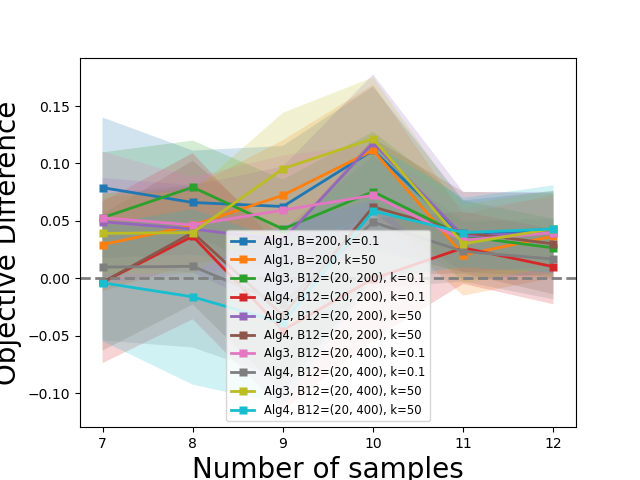 Objective Difference
0.15
0.10
0.05
0.00
−0.05
−0.10
Alg1, B=200, k=0.1
Alg1, B=200, k=50
Alg3, B12=(20, 200), k=0.1
Alg4, B12=(20, 200), k=0.1
Alg3, B12=(20, 200), k=50
Alg4, B12=(20, 200), k=50
Alg3, B12=(20, 400), k=0.1
Alg4, B12=(20, 400), k=0.1
Alg3, B12=(20, 400), k=50
Alg4, B12=(20, 400), k=50
7 8 9 10 11 12
Number of samples